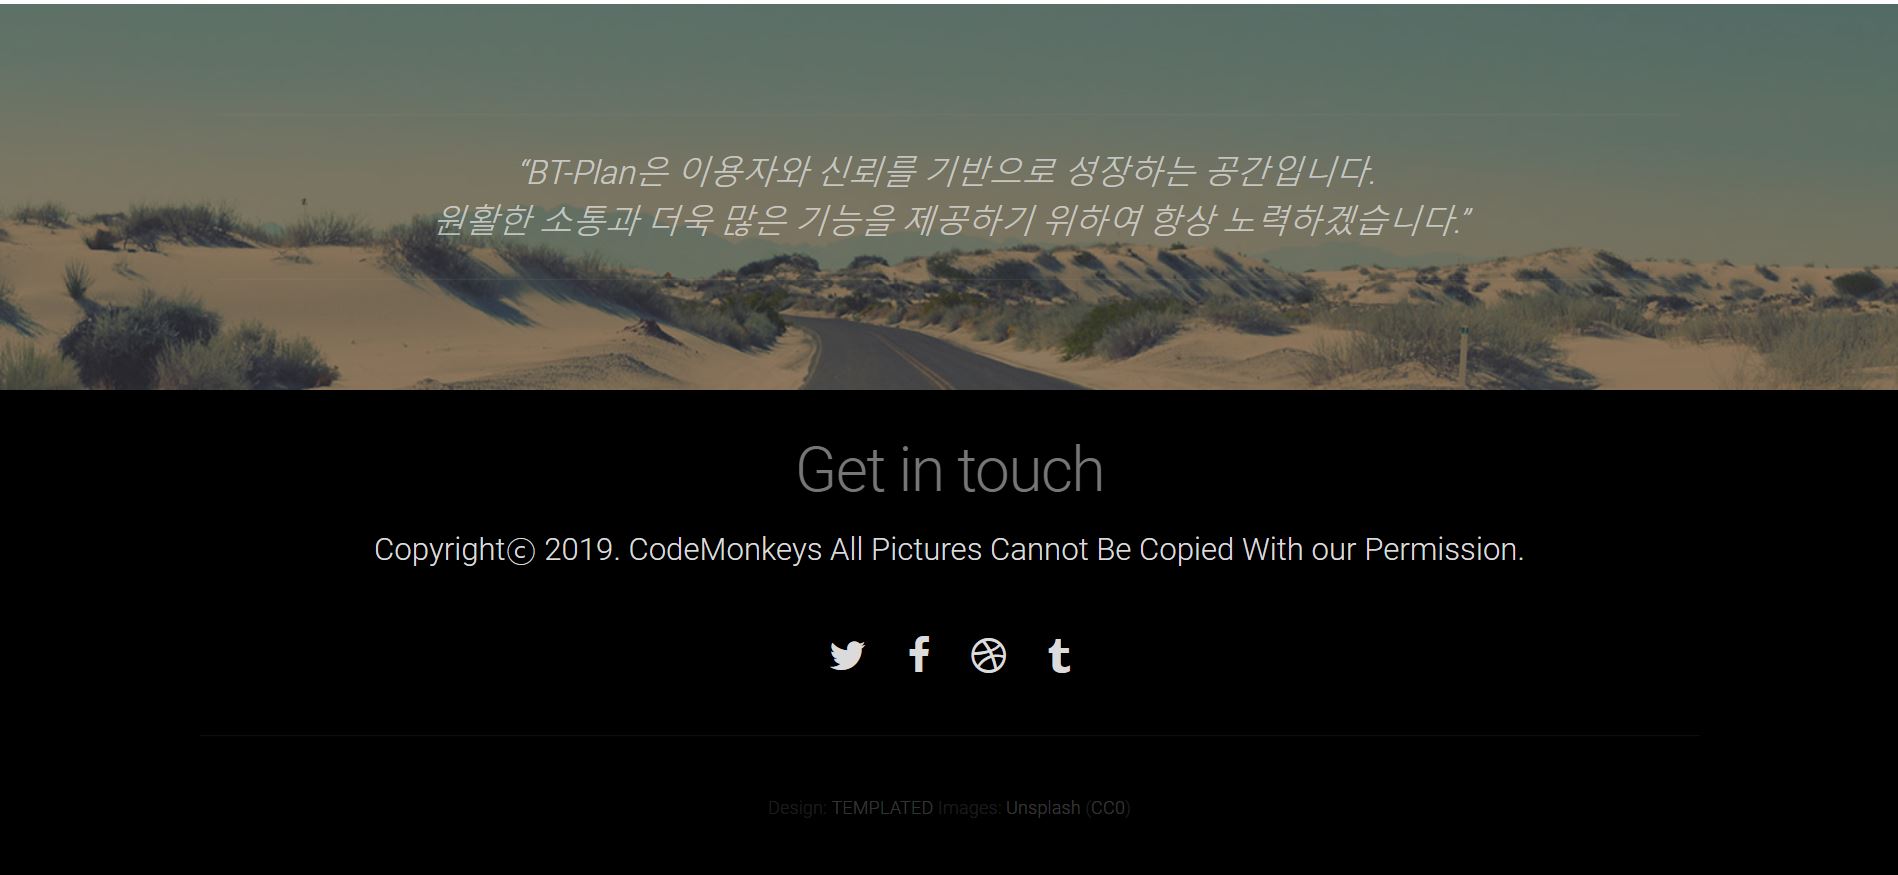 “BT-Plan은 이용자와 신뢰를 기반으로 성장하는 공간입니다.
원활한 소통과 더욱 많은 기능을 제공하기 위하여 항상 노력하겠습니다.”
Get in touch
Copyrightⓒ 2019. CodeMonkeys All Pictures Cannot Be Copied With our Permission.
Design: TEMPLATED Images: Unsplash (CC0)